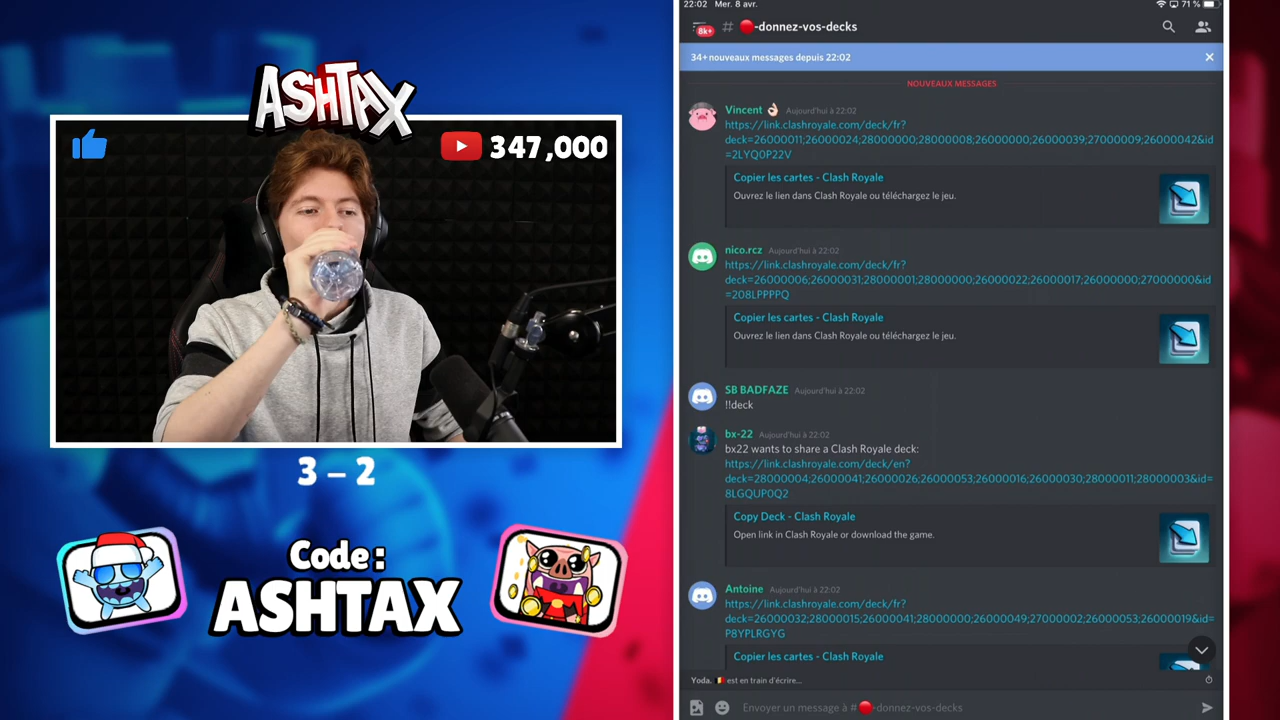 ASHTAX
347,000
3 – 2
Code :
ASHTAX
22:02 Mer. 8 avr.
71 %
8k+
# 🔴-donnez-vos-decks
34+ nouveaux messages depuis 22:02
NOUVEAUX MESSAGES
Vincent 👌🏻 Aujourd'hui à 22:02
https://link.clashroyale.com/deck/fr?
deck=26000011;26000024;28000000;28000008;26000000;26000039;27000009;26000042&id
=2LYQ0P22V
Copier les cartes - Clash Royale
Ouvrez le lien dans Clash Royale ou téléchargez le jeu.
nico.rcz Aujourd'hui à 22:02
https://link.clashroyale.com/deck/fr?
deck=26000006;26000031;28000001;28000000;26000022;26000017;26000000;27000000&id
=208LPPPPQ
Copier les cartes - Clash Royale
Ouvrez le lien dans Clash Royale ou téléchargez le jeu.
SB BADFAZE Aujourd'hui à 22:02
!!deck
bx-22 Aujourd'hui à 22:02
bx22 wants to share a Clash Royale deck:
https://link.clashroyale.com/deck/en?
deck=28000004;26000041;26000026;26000053;26000016;26000030;28000011;28000003&id=
8LGQUP0Q2
Copy Deck - Clash Royale
Open link in Clash Royale or download the game.
Antoine Aujourd'hui à 22:02
https://link.clashroyale.com/deck/fr?
deck=26000032;28000015;26000041;28000000;26000049;27000002;26000053;26000019&id=
P8YPLRGYG
Copier les cartes - Clash Royale
Yoda. 🇧🇪 est en train d'écrire...
Envoyer un message à #🔴-donnez-vos-decks